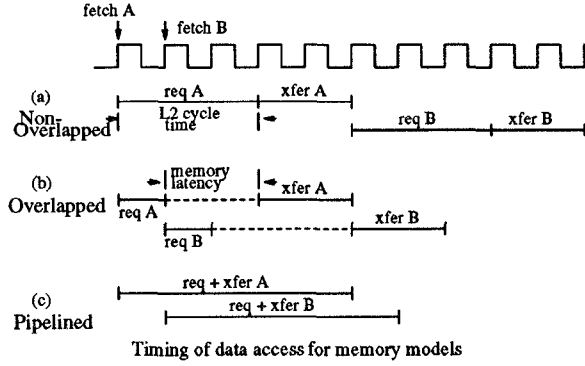 fetch A
fetch B
(a)
req A
xfer A
Non-
Overlapped
L2 cycle
time
req B
xfer B
(b)
Overlapped
memory
latency
req A
xfer A
req B
xfer B
(c)
Pipelined
req + xfer A
req + xfer B
Timing of data access for memory models